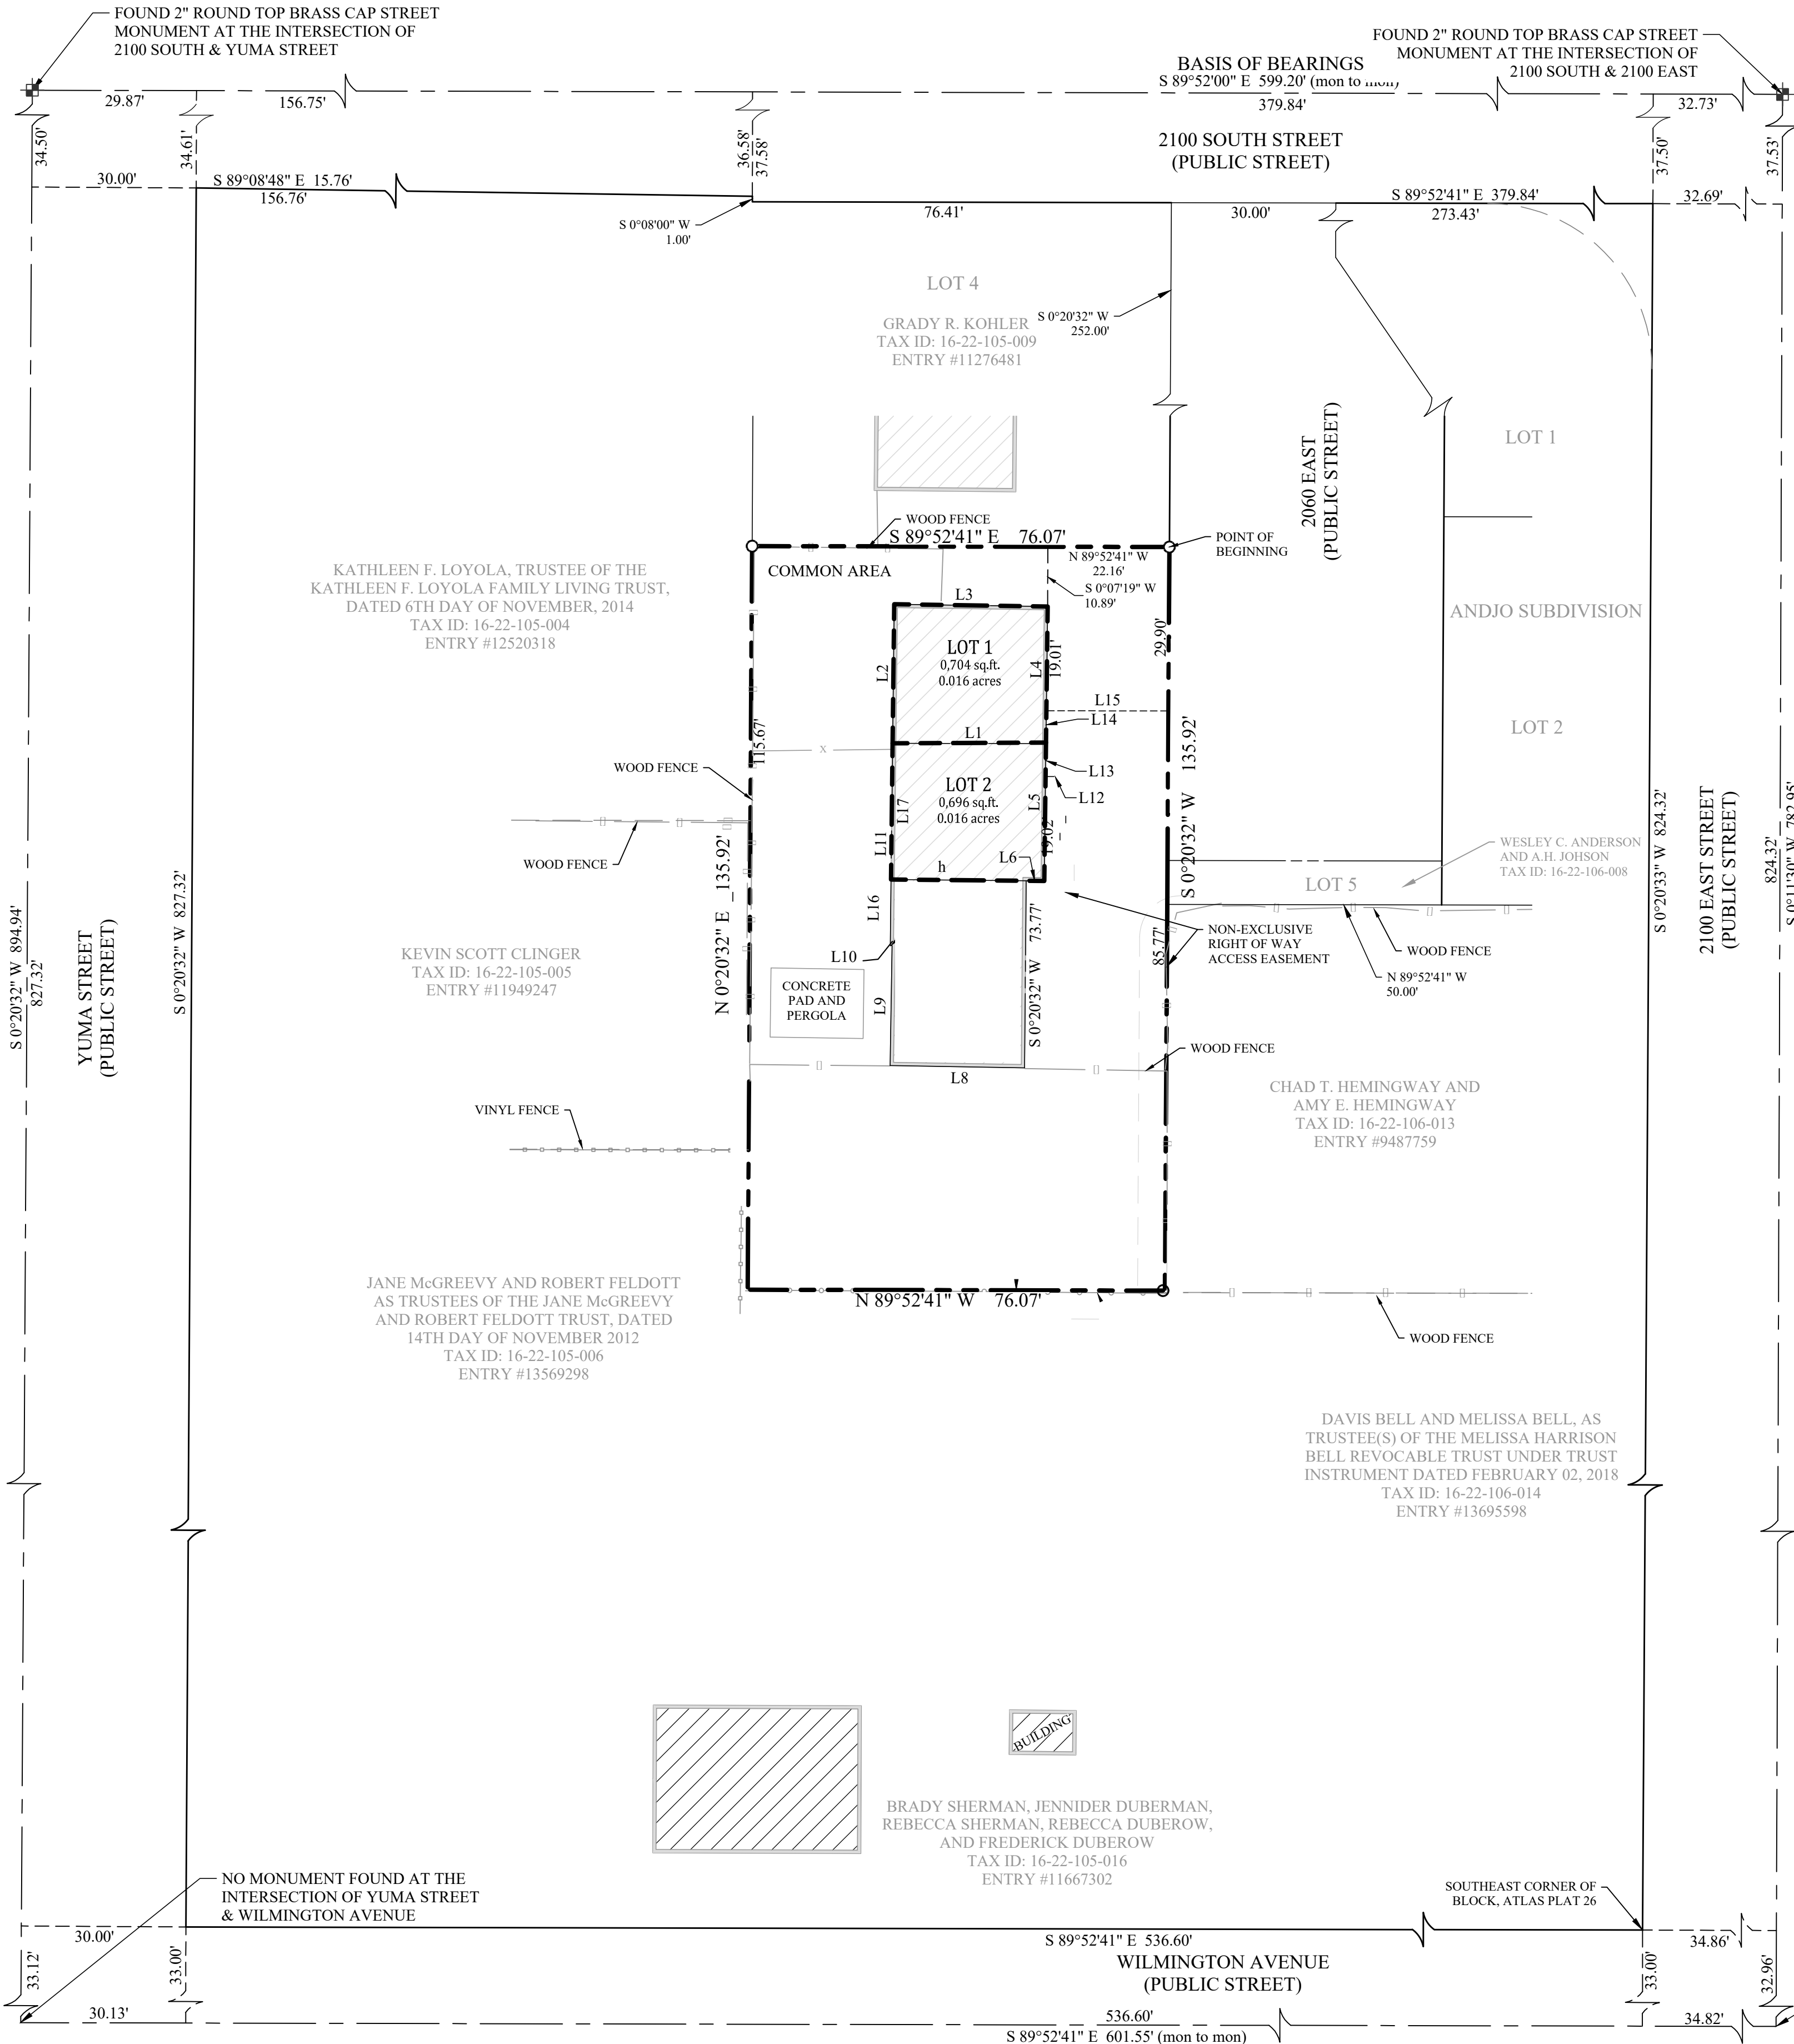 FOUND 2" ROUND TOP BRASS CAP STREET
MONUMENT AT THE INTERSECTION OF
2100 SOUTH & YUMA STREET
FOUND 2" ROUND TOP BRASS CAP STREET
MONUMENT AT THE INTERSECTION OF
2100 SOUTH & 2100 EAST
BASIS OF BEARINGS
S 89°52'00" E 599.20' (mon to mon)
29.87'
156.75'
379.84'
32.73'
34.50'
34.61'
36.58'
37.58'
2100 SOUTH STREET
(PUBLIC STREET)
37.50'
37.53'
30.00'
S 89°08'48" E 15.76'
156.76'
S 0°08'00" W
1.00'
76.41'
30.00'
S 89°52'41" E 379.84'
273.43'
32.69'
LOT 4
GRADY R. KOHLER
TAX ID: 16-22-105-009
ENTRY #11276481
S 0°20'32" W
252.00'
2060 EAST
(PUBLIC STREET)
LOT 1
WOOD FENCE
S 89°52'41" E 76.07'
POINT OF
BEGINNING
N 89°52'41" W
22.16'
COMMON AREA
S 0°07'19" W
10.89'
KATHLEEN F. LOYOLA, TRUSTEE OF THE
KATHLEEN F. LOYOLA FAMILY LIVING TRUST,
DATED 6TH DAY OF NOVEMBER, 2014
TAX ID: 16-22-105-004
ENTRY #12520318
L3
ANDJO SUBDIVISION
LOT 1
0,704 sq.ft.
0.016 acres
L2
L4
19.01'
29.90'
L15
L14
LOT 2
L1
115.67'
X
135.92'
WOOD FENCE
LOT 2
0,696 sq.ft.
0.016 acres
L13
L12
L17
L5
19.02'
L11
L6
h
WOOD FENCE
N 0°20'32" E 135.92'
S 0°20'32" W
WESLEY C. ANDERSON
AND A.H. JOHSON
TAX ID: 16-22-106-008
LOT 5
2100 EAST STREET
(PUBLIC STREET)
S 0°20'33" W 824.32'
824.32'
S 0°11'30" W 782.95'
S 0°20'32" W 894.94'
827.32'
YUMA STREET
(PUBLIC STREET)
S 0°20'32" W 827.32'
KEVIN SCOTT CLINGER
TAX ID: 16-22-105-005
ENTRY #11949247
L16
L10
L9
S 0°20'32" W 73.77'
85.77'
NON-EXCLUSIVE
RIGHT OF WAY
ACCESS EASEMENT
WOOD FENCE
N 89°52'41" W
50.00'
CONCRETE
PAD AND
PERGOLA
WOOD FENCE
L8
VINYL FENCE
CHAD T. HEMINGWAY AND
AMY E. HEMINGWAY
TAX ID: 16-22-106-013
ENTRY #9487759
N 89°52'41" W 76.07'
WOOD FENCE
JANE McGREEVY AND ROBERT FELDOTT
AS TRUSTEES OF THE JANE McGREEVY
AND ROBERT FELDOTT TRUST, DATED
14TH DAY OF NOVEMBER 2012
TAX ID: 16-22-105-006
ENTRY #13569298
DAVIS BELL AND MELISSA BELL, AS
TRUSTEE(S) OF THE MELISSA HARRISON
BELL REVOCABLE TRUST UNDER TRUST
INSTRUMENT DATED FEBRUARY 02, 2018
TAX ID: 16-22-106-014
ENTRY #13695598
BUILDING
BRADY SHERMAN, JENNIDER DUBERMAN,
REBECCA SHERMAN, REBECCA DUBEROW,
AND FREDERICK DUBEROW
TAX ID: 16-22-105-016
ENTRY #11667302
NO MONUMENT FOUND AT THE
INTERSECTION OF YUMA STREET
& WILMINGTON AVENUE
SOUTHEAST CORNER OF
BLOCK, ATLAS PLAT 26
30.00'
S 89°52'41" E 536.60'
34.86'
33.12'
33.00'
WILMINGTON AVENUE
(PUBLIC STREET)
33.00'
32.96'
30.13'
536.60'
34.82'
S 89°52'41" E 601.55' (mon to mon)